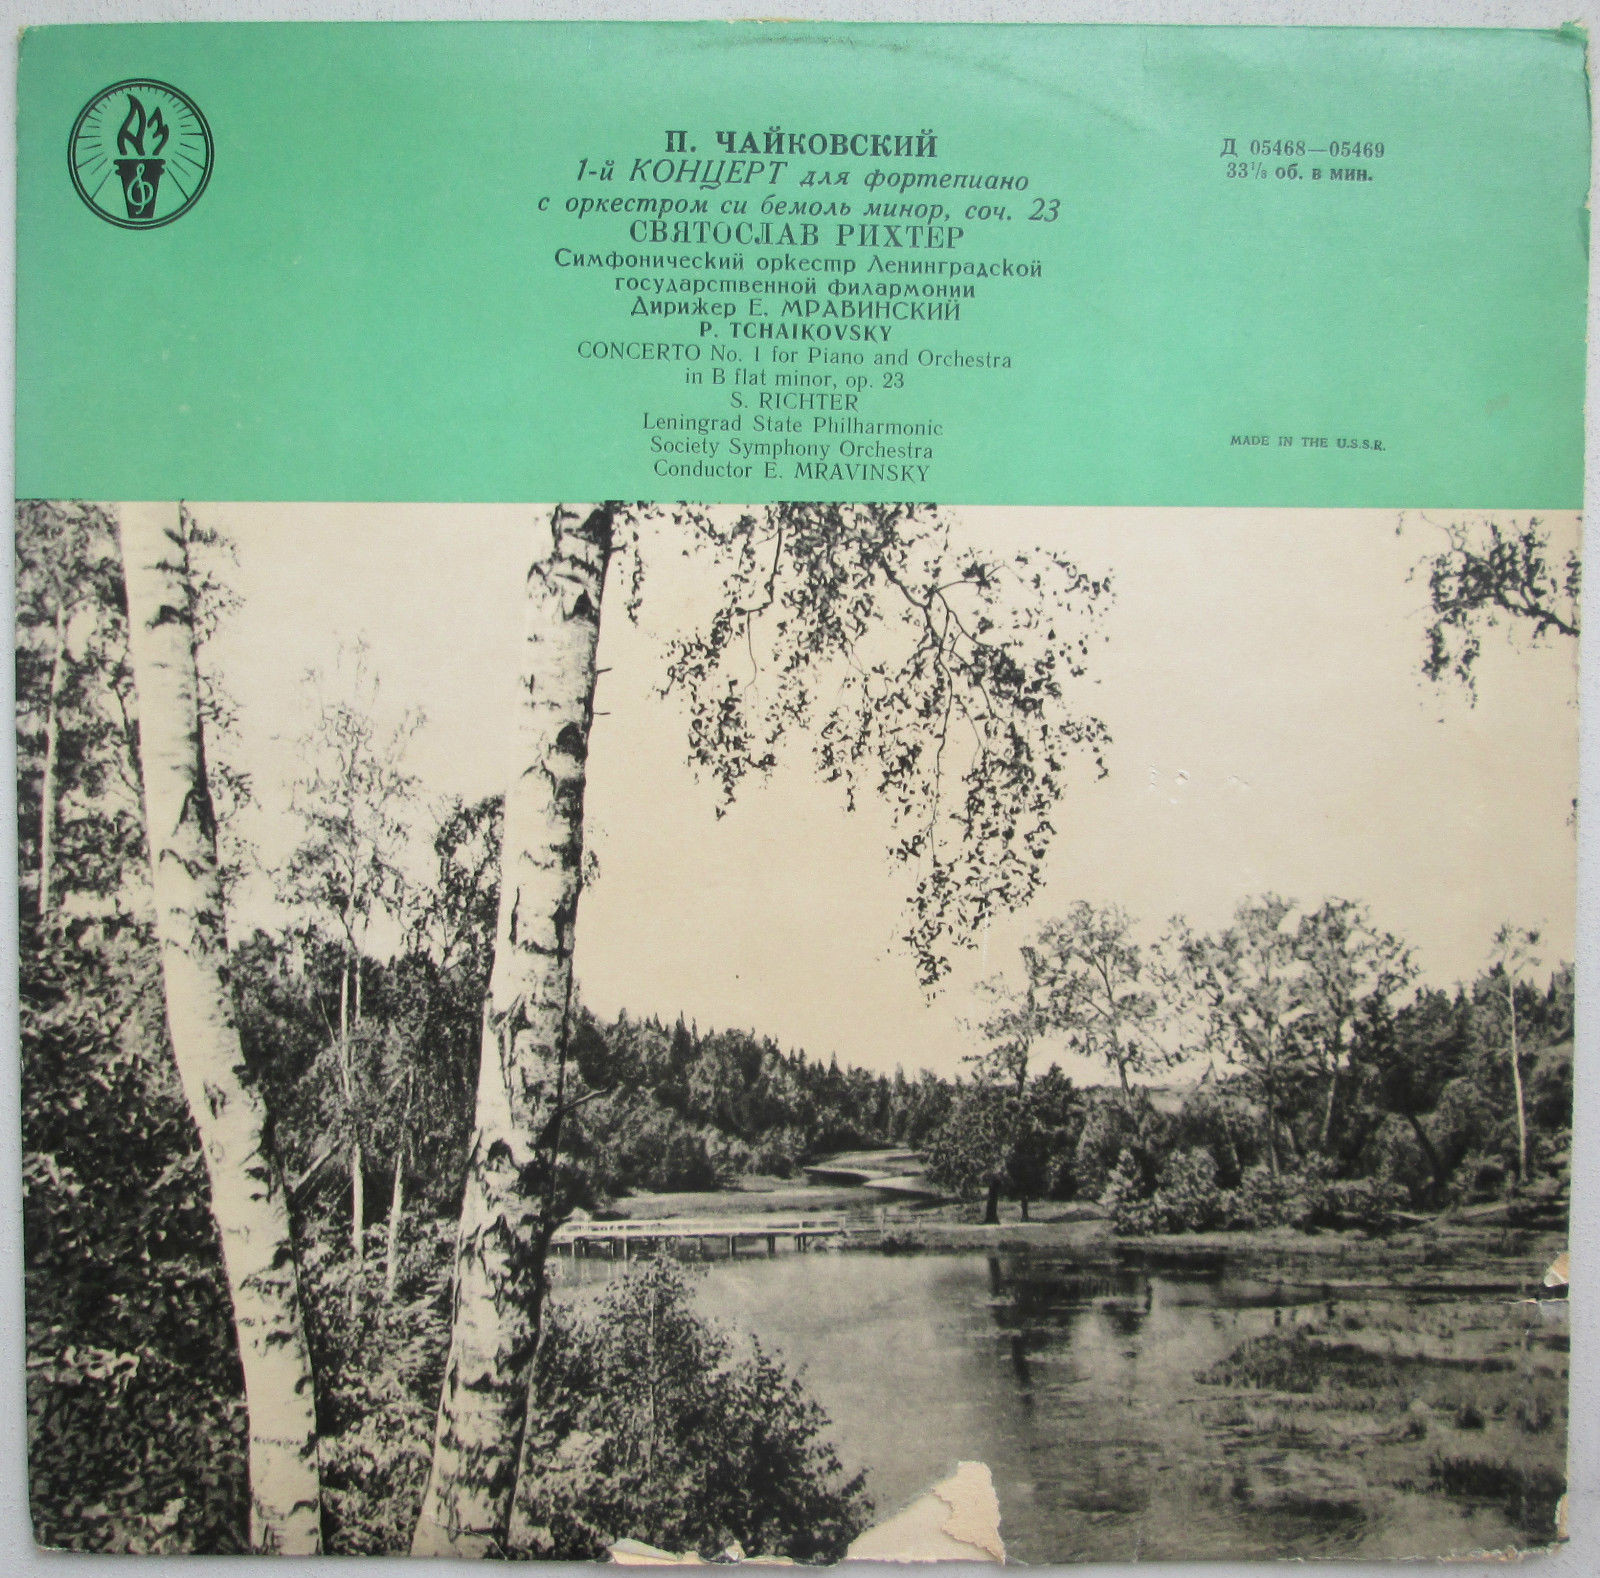 АЗ
П. ЧАЙКОВСКИЙ
1-й КОНЦЕРТ для фортепиано
с оркестром си бемоль минор, соч. 23
СВЯТОСЛАВ РИХТЕР
Симфонический оркестр Ленинградской
государственной филармонии
Дирижер Е. МРАВИНСКИЙ
P. TCHAIKOVSKY
CONCERTO No. 1 for Piano and Orchestra
in B flat minor, op. 23
S. RICHTER
Leningrad State Philharmonic
Society Symphony Orchestra
Conductor E. MRAVINSKY
Д 05468—05469
33⅓ об. в мин.
MADE IN THE U.S.S.R.